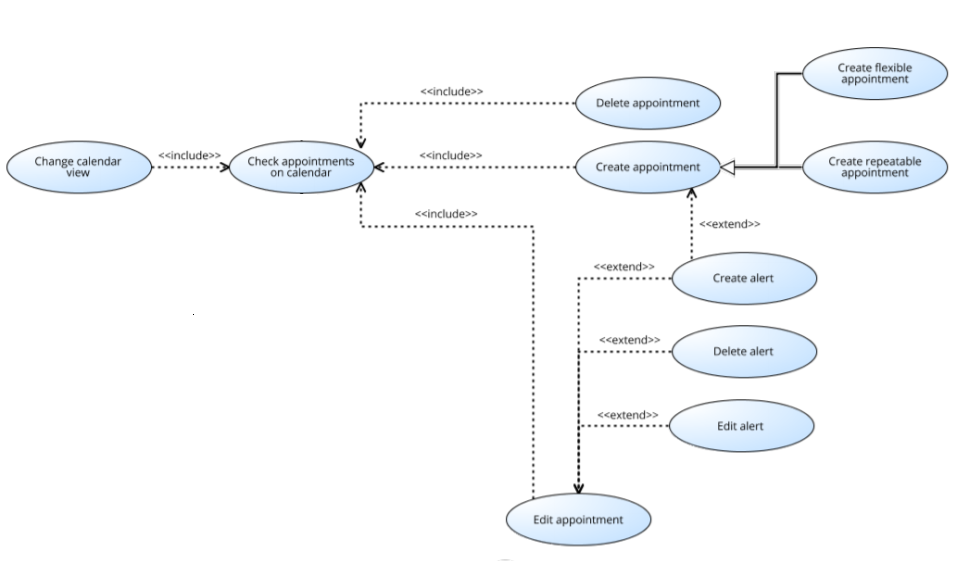 Create flexible
appointment
<<include>>
Delete appointment
Change calendar
view
<<include>>
Check appointments
on calendar
<<include>>
Create appointment
Create repeatable
appointment
<<include>>
<<extend>>
<<extend>>
Create alert
<<extend>>
Delete alert
<<extend>>
Edit alert
Edit appointment